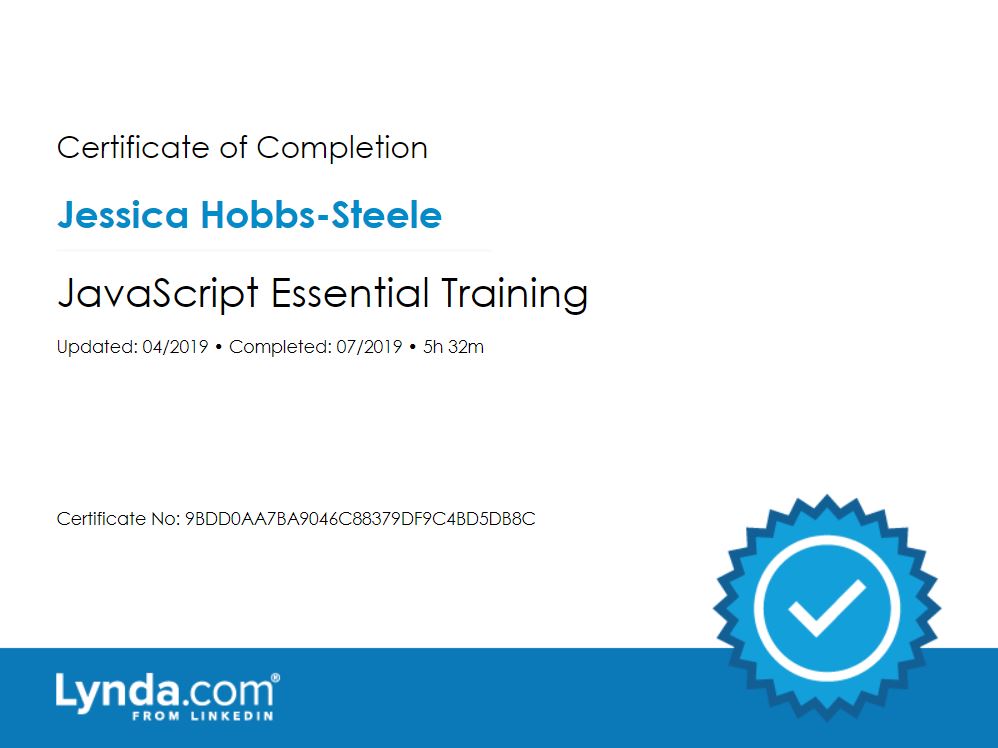 Certificate of Completion
Jessica Hobbs-Steele
JavaScript Essential Training
Updated: 04/2019 • Completed: 07/2019 • 5h 32m
Certificate No: 9BDD0AA7BA9046C88379DF9C4BD5DB8C
Lynda.com®
FROM LINKEDIN